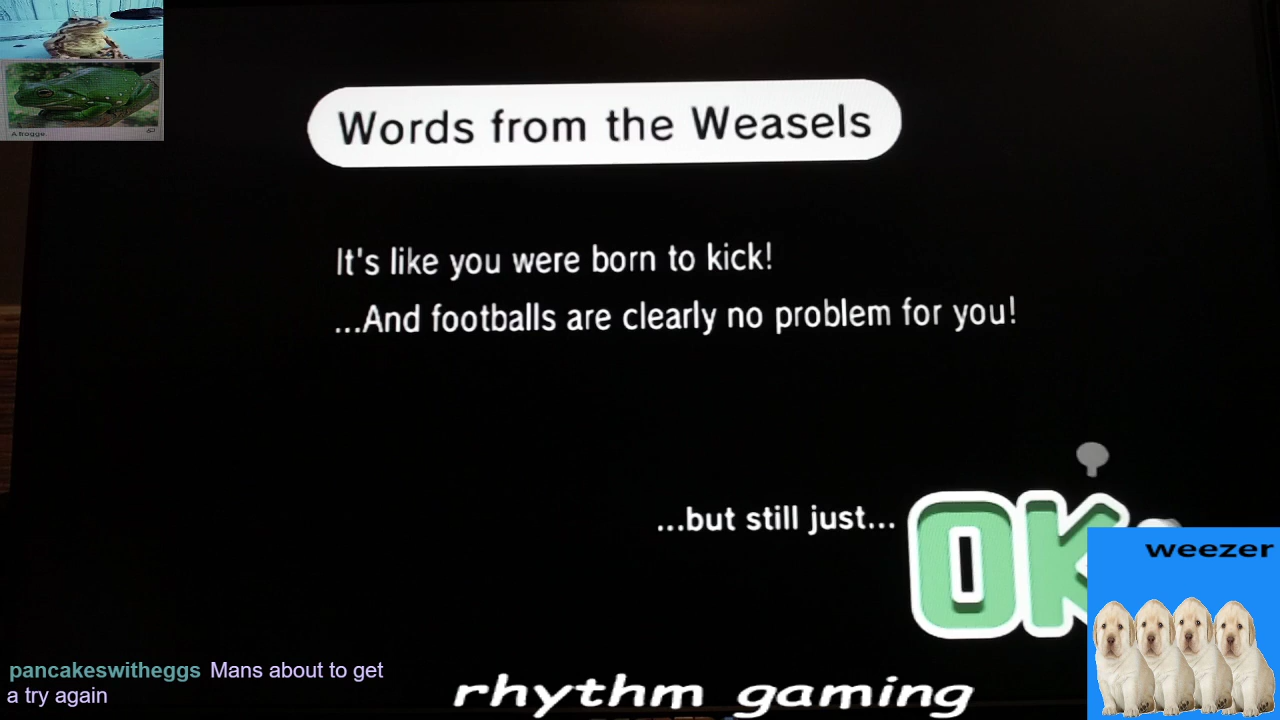 A frogge.
Words from the Weasels
It's like you were born to kick!
...And footballs are clearly no problem for you!
...but still just...
OK
weezer
pancakeswitheggs Mans about to get
a try again
rhythm gaming